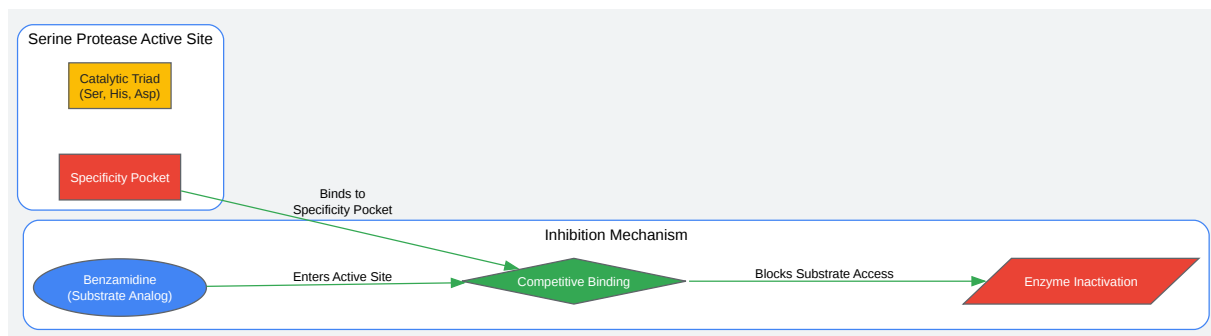 Serine Protease Active Site
Catalytic Triad
(Ser, His, Asp)
Specificity Pocket
Binds to
Specificity Pocket
Inhibition Mechanism
Benzamidine
(Substrate Analog)
Enters Active Site
Competitive Binding
Blocks Substrate Access
Enzyme Inactivation